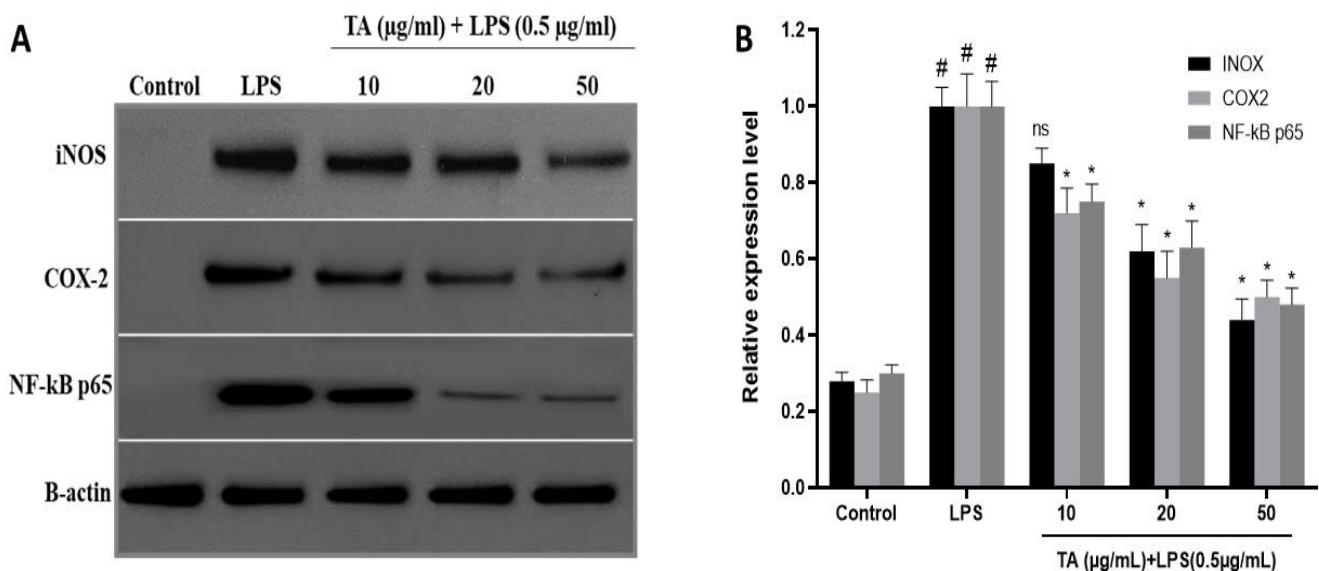 A
TA (µg/ml) + LPS (0.5 µg/ml)
Control LPS 10 20 50
iNOS
COX-2
NF-kB p65
B-actin
B
Relative expression level
1.2
1.0
0.8
0.6
0.4
0.2
0.0
# # #
ns * *
* * *
* * *
INOX
COX2
NF-kB p65
Control LPS 10 20 50
TA (µg/mL)+LPS(0.5µg/mL)